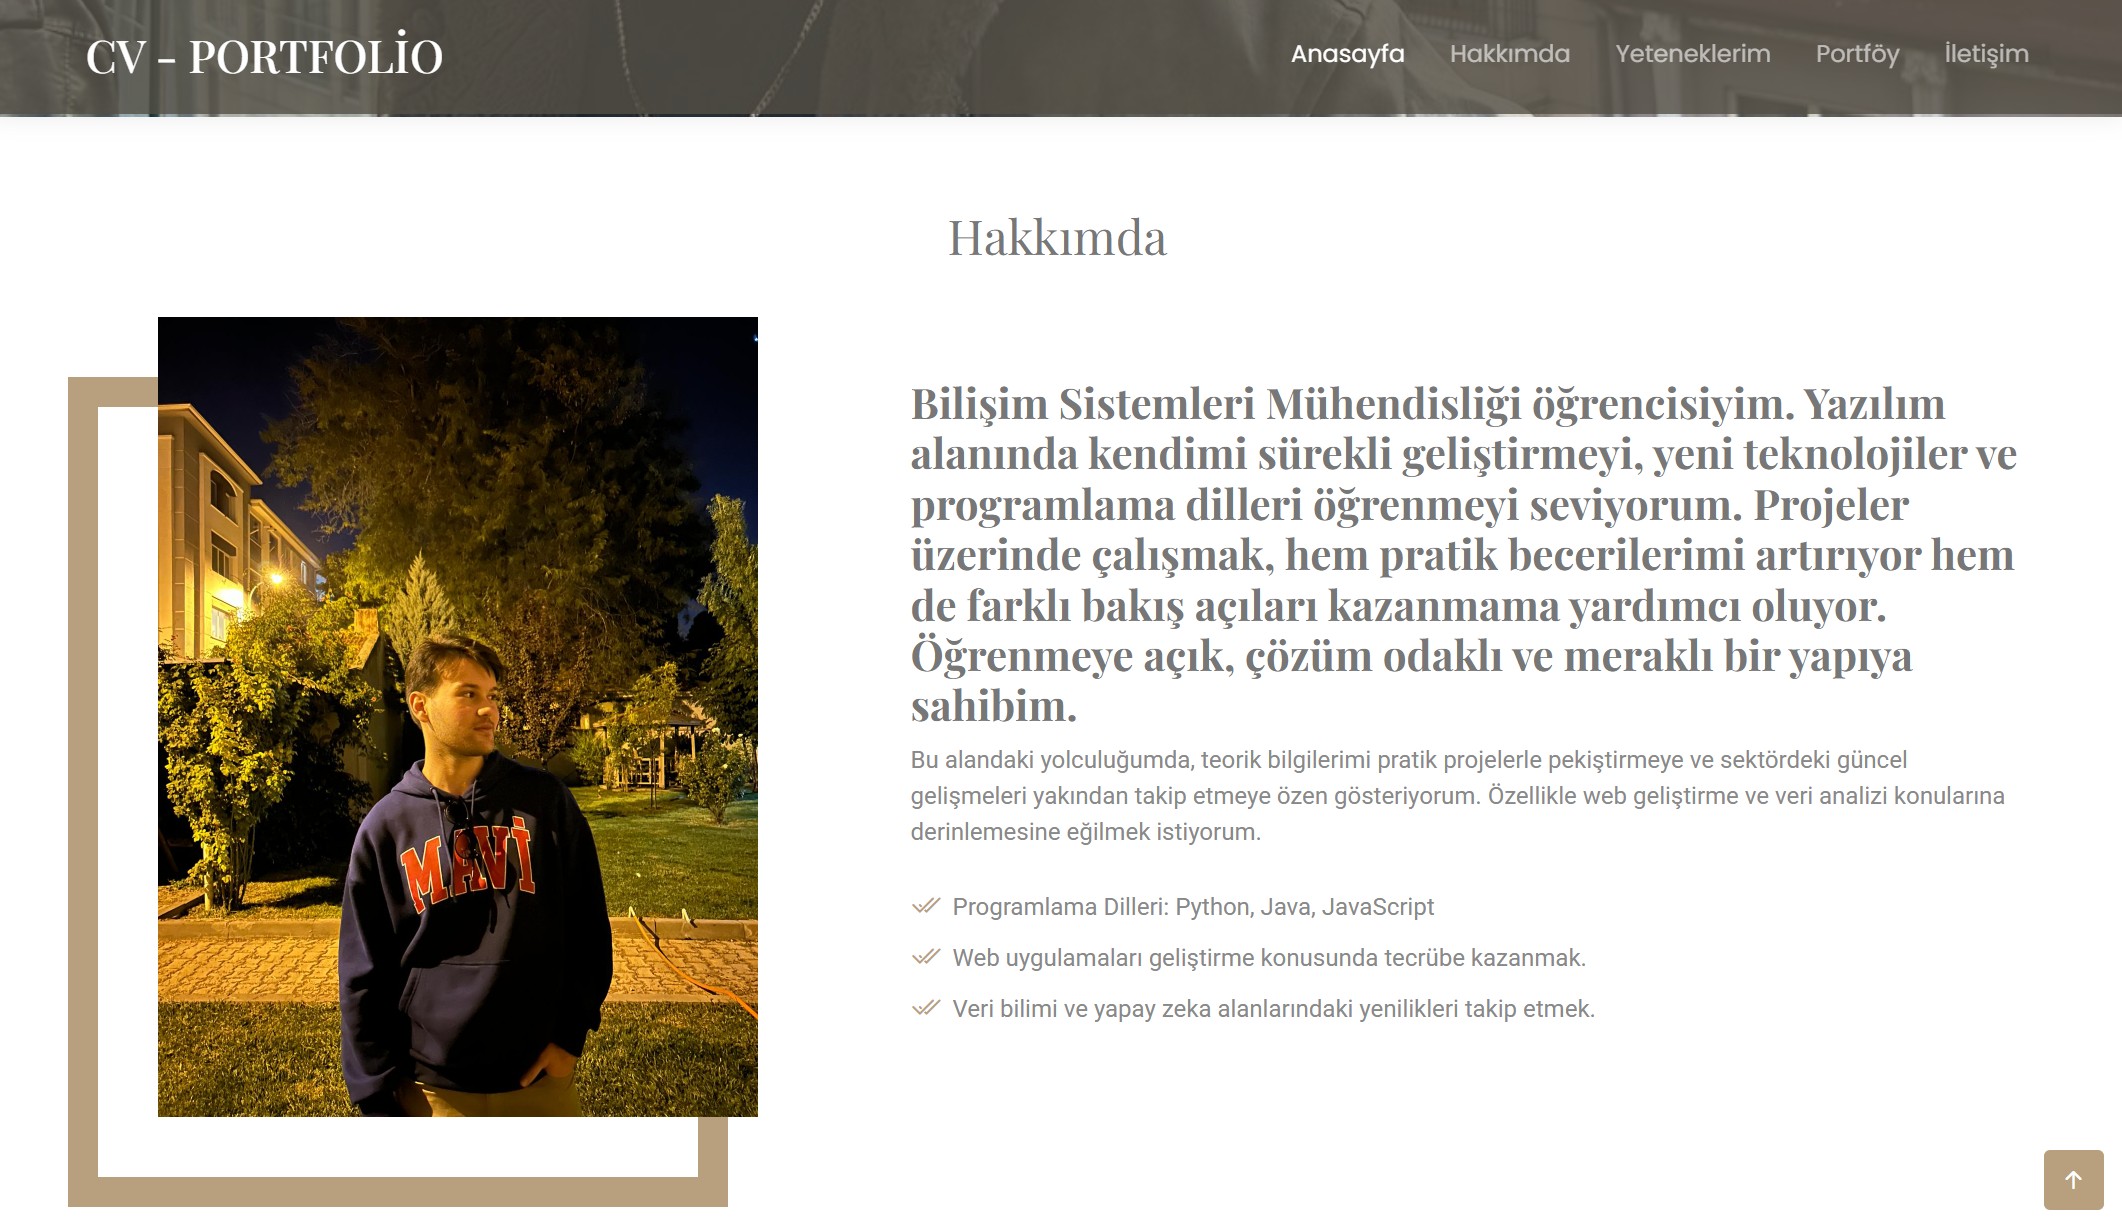 CV - PORTFOLİO
Anasayfa Hakkımda Yeteneklerim Portföy İletişim
Hakkımda
Bilişim Sistemleri Mühendisliği öğrencisiyim. Yazılım
alanında kendimi sürekli geliştirmeyi, yeni teknolojiler ve
programlama dilleri öğrenmeyi seviyorum. Projeler
üzerinde çalışmak, hem pratik becerilerimi artırıyor hem
de farklı bakış açıları kazanmama yardımcı oluyor.
Öğrenmeye açık, çözüm odaklı ve meraklı bir yapıya
sahibim.
Bu alandaki yolculuğumda, teorik bilgilerimi pratik projelerle pekiştirmeye ve sektördeki güncel
gelişmeleri yakından takip etmeye özen gösteriyorum. Özellikle web geliştirme ve veri analizi konularına
derinlemesine eğilmek istiyorum.
Programlama Dilleri: Python, Java, JavaScript
Web uygulamaları geliştirme konusunda tecrübe kazanmak.
Veri bilimi ve yapay zeka alanlarındaki yenilikleri takip etmek.
MAVİ